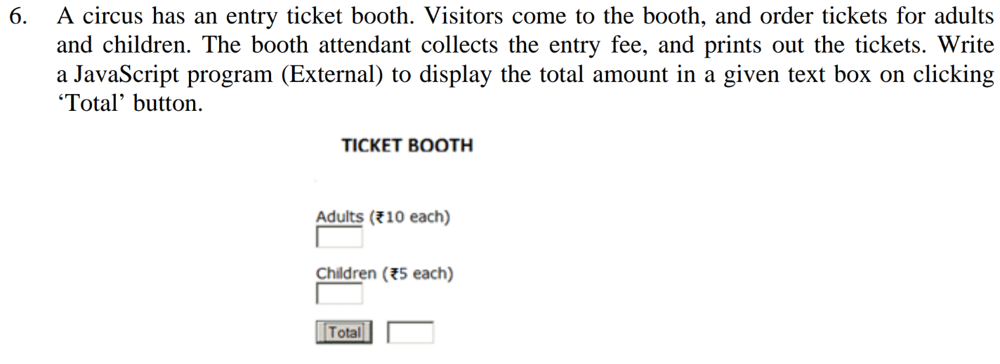 6. A circus has an entry ticket booth. Visitors come to the booth, and order tickets for adults
and children. The booth attendant collects the entry fee, and prints out the tickets. Write
a JavaScript program (External) to display the total amount in a given text box on clicking
‘Total’ button.
TICKET BOOTH
Adults (₹10 each)
Children (₹5 each)
Total